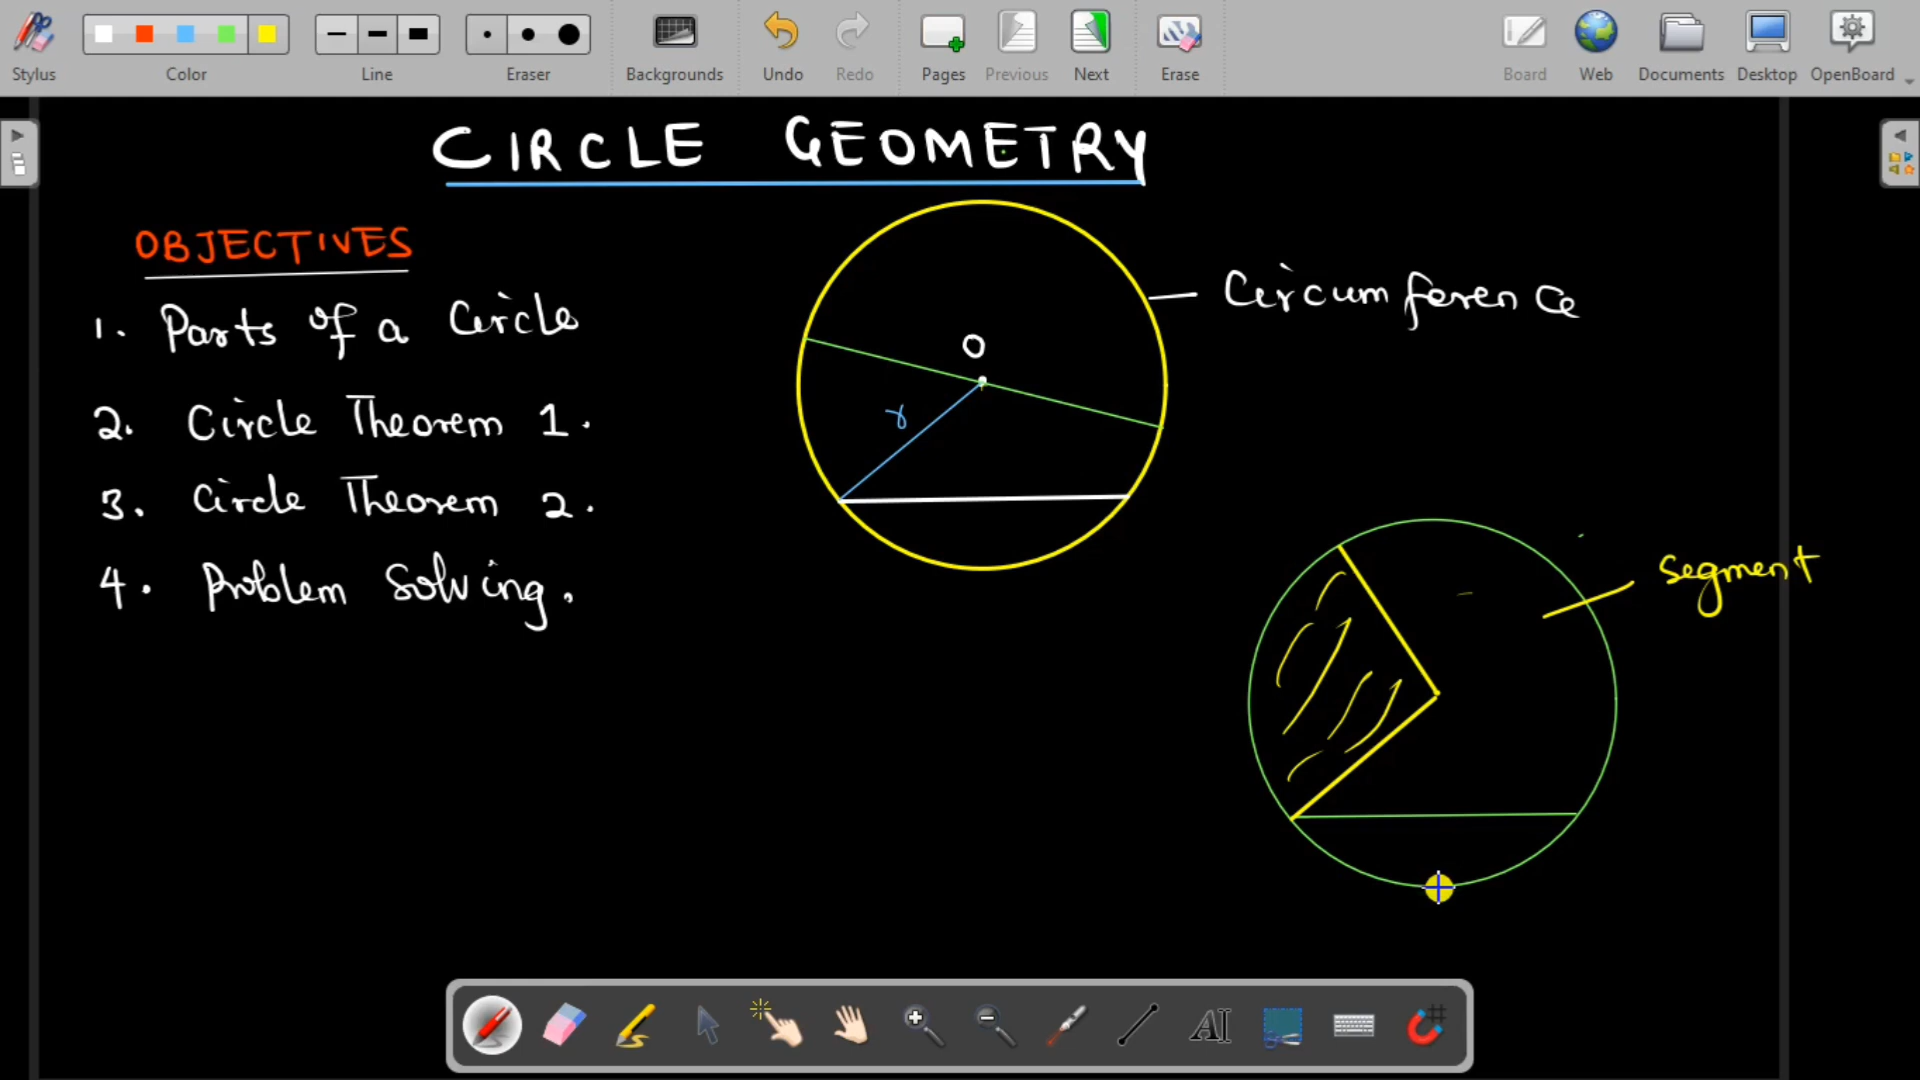 Stylus
Color
Line
Eraser
Backgrounds
Undo
Redo
Pages
Previous
Next
Erase
Board
Web
Documents
Desktop
OpenBoard
CIRCLE GEOMETRY
OBJECTIVES
1. Parts of a Circle
2. Circle Theorem 1.
3. Circle Theorem 2.
4. Problem Solving.
Circumference
O
r
segment
AI